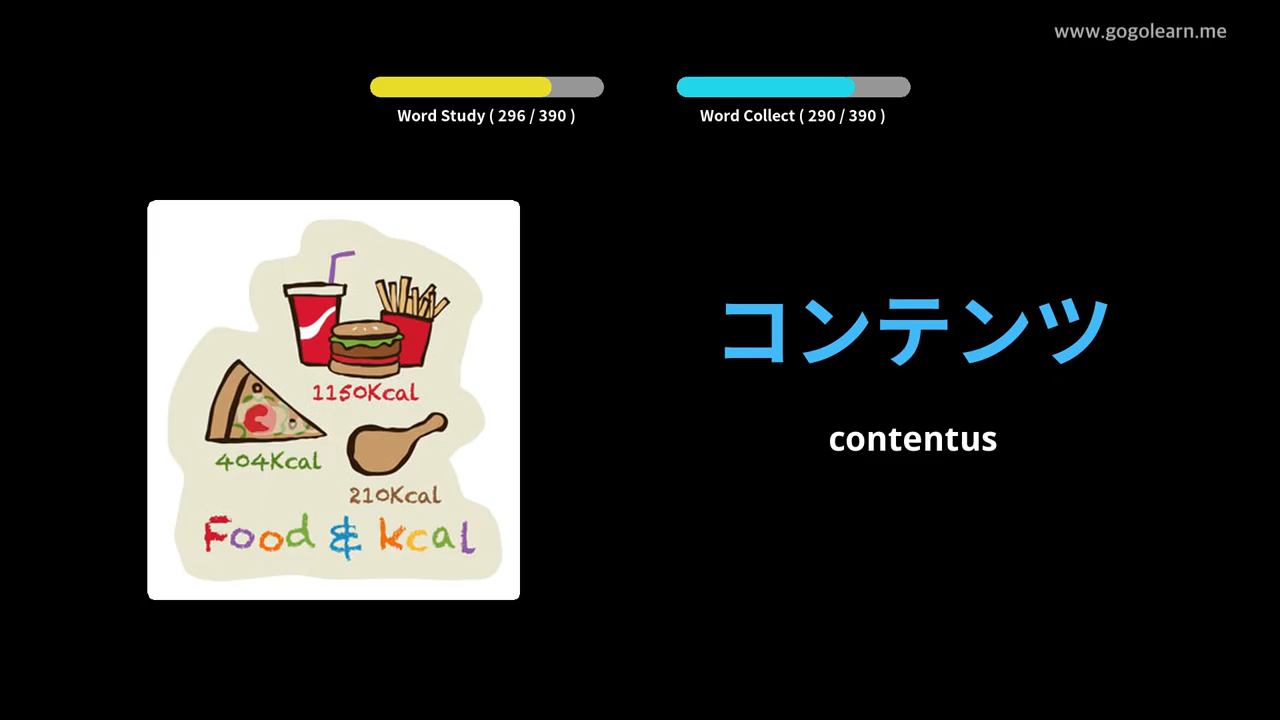 www.gogolearn.me
Word Study ( 296 / 390 )
Word Collect ( 290 / 390 )
1150Kcal
404Kcal
210Kcal
Food & kcal
コンテンツ
contentus